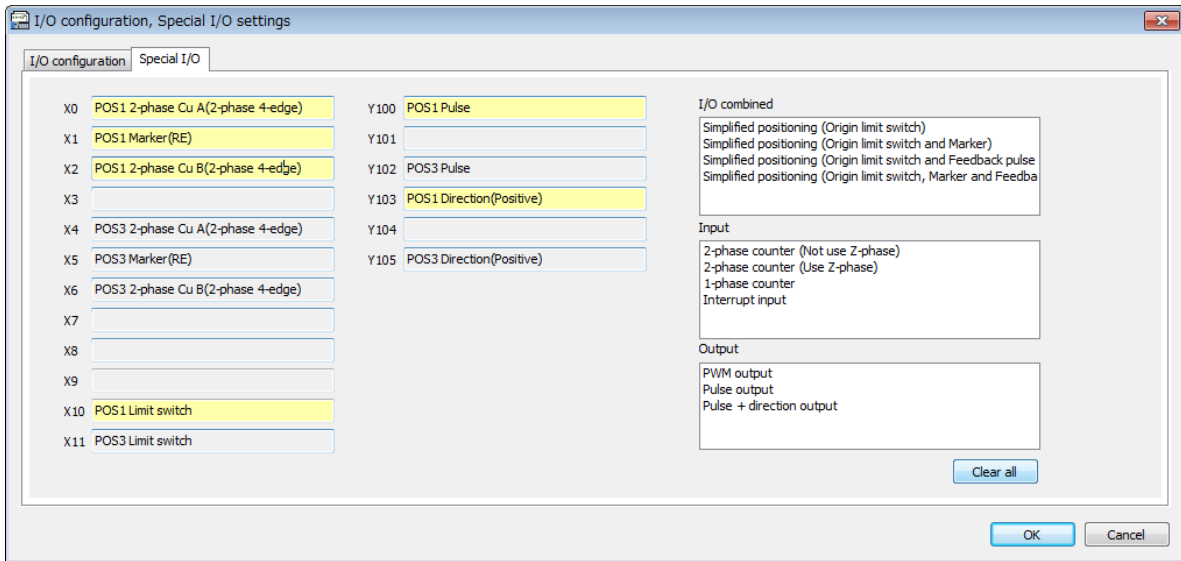 I/O configuration, Special I/O settings
I/O configuration Special I/O
X0 POS1 2-phase Cu A(2-phase 4-edge)
X1 POS1 Marker(RE)
X2 POS1 2-phase Cu B(2-phase 4-edge)
X3
X4 POS3 2-phase Cu A(2-phase 4-edge)
X5 POS3 Marker(RE)
X6 POS3 2-phase Cu B(2-phase 4-edge)
X7
X8
X9
X10 POS1 Limit switch
X11 POS3 Limit switch
Y100 POS1 Pulse
Y101
Y102 POS3 Pulse
Y103 POS1 Direction(Positive)
Y104
Y105 POS3 Direction(Positive)
I/O combined
Simplified positioning (Origin limit switch)
Simplified positioning (Origin limit switch and Marker)
Simplified positioning (Origin limit switch and Feedback pulse
Simplified positioning (Origin limit switch, Marker and Feedba
Input
2-phase counter (Not use Z-phase)
2-phase counter (Use Z-phase)
1-phase counter
Interrupt input
Output
PWM output
Pulse output
Pulse + direction output
Clear all
OK Cancel